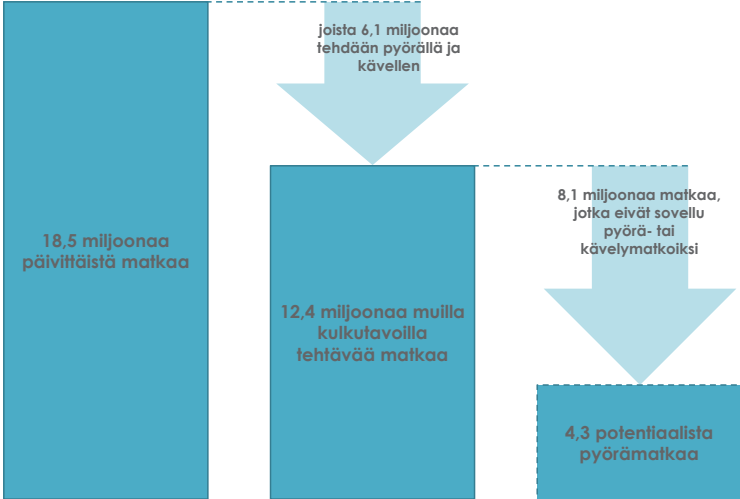 joista 6,1 miljoonaa
tehdään pyörällä ja
kävellen
18,5 miljoonaa
päivittäistä matkaa
8,1 miljoonaa matkaa,
jotka eivät sovellu
pyörä- tai
kävelymatkoiksi
12,4 miljoonaa muilla
kulkutavoilla
tehtävää matkaa
4,3 potentiaalista
pyörämatkaa